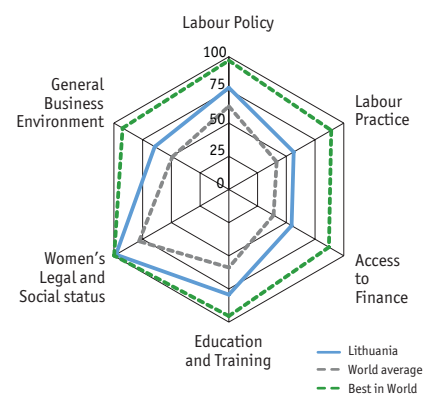 Labour Policy
100
75
50
25
0
General
Business
Environment
Labour
Practice
Women's
Legal and
Social status
Access
to
Finance
Education
and Training
Lithuania
World average
Best in World